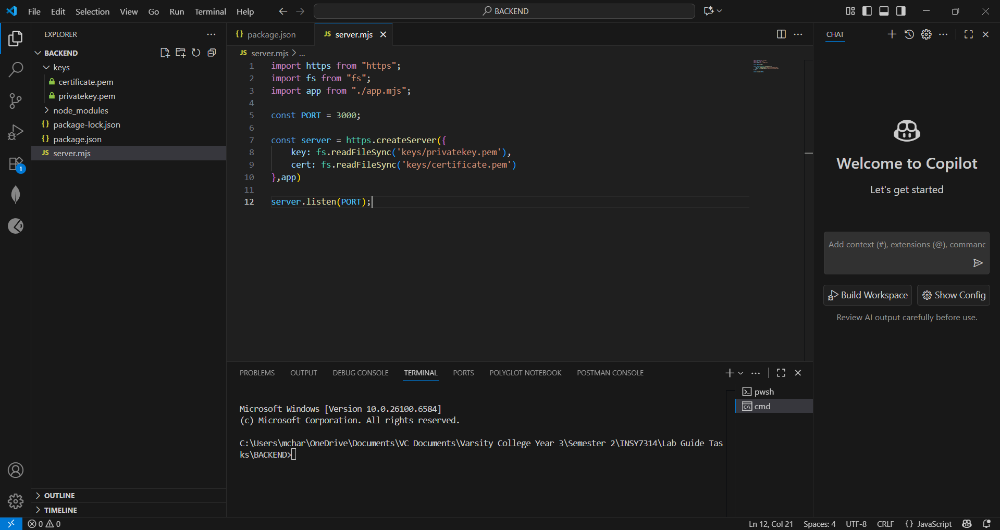 File Edit Selection View Go Run Terminal Help
BACKEND
EXPLORER
BACKEND
keys
certificate.pem
privatekey.pem
node_modules
package-lock.json
package.json
server.mjs
OUTLINE
TIMELINE
1
package.json
JS server.mjs
JS server.mjs > ...
1 import https from "https";
2 import fs from "fs";
3 import app from "./app.mjs";
4
5 const PORT = 3000;
6
7 const server = https.createServer({
8 key: fs.readFileSync('keys/privatekey.pem'),
9 cert: fs.readFileSync('keys/certificate.pem')
10 },app)
11
12 server.listen(PORT);
PROBLEMS OUTPUT DEBUG CONSOLE TERMINAL PORTS POLYGLOT NOTEBOOK POSTMAN CONSOLE
Microsoft Windows [Version 10.0.26100.6584]
(c) Microsoft Corporation. All rights reserved.
C:\Users\mchar\OneDrive\Documents\VC Documents\Varsity College Year 3\Semester 2\INSY7314\Lab Guide Tas
ks\BACKEND>
pwsh
cmd
CHAT
Welcome to Copilot
Let's get started
Add context (#), extensions (@), commanc
Build Workspace
Show Config
Review AI output carefully before use.
0 0
Ln 12, Col 21 Spaces: 4 UTF-8 CRLF {} JavaScript